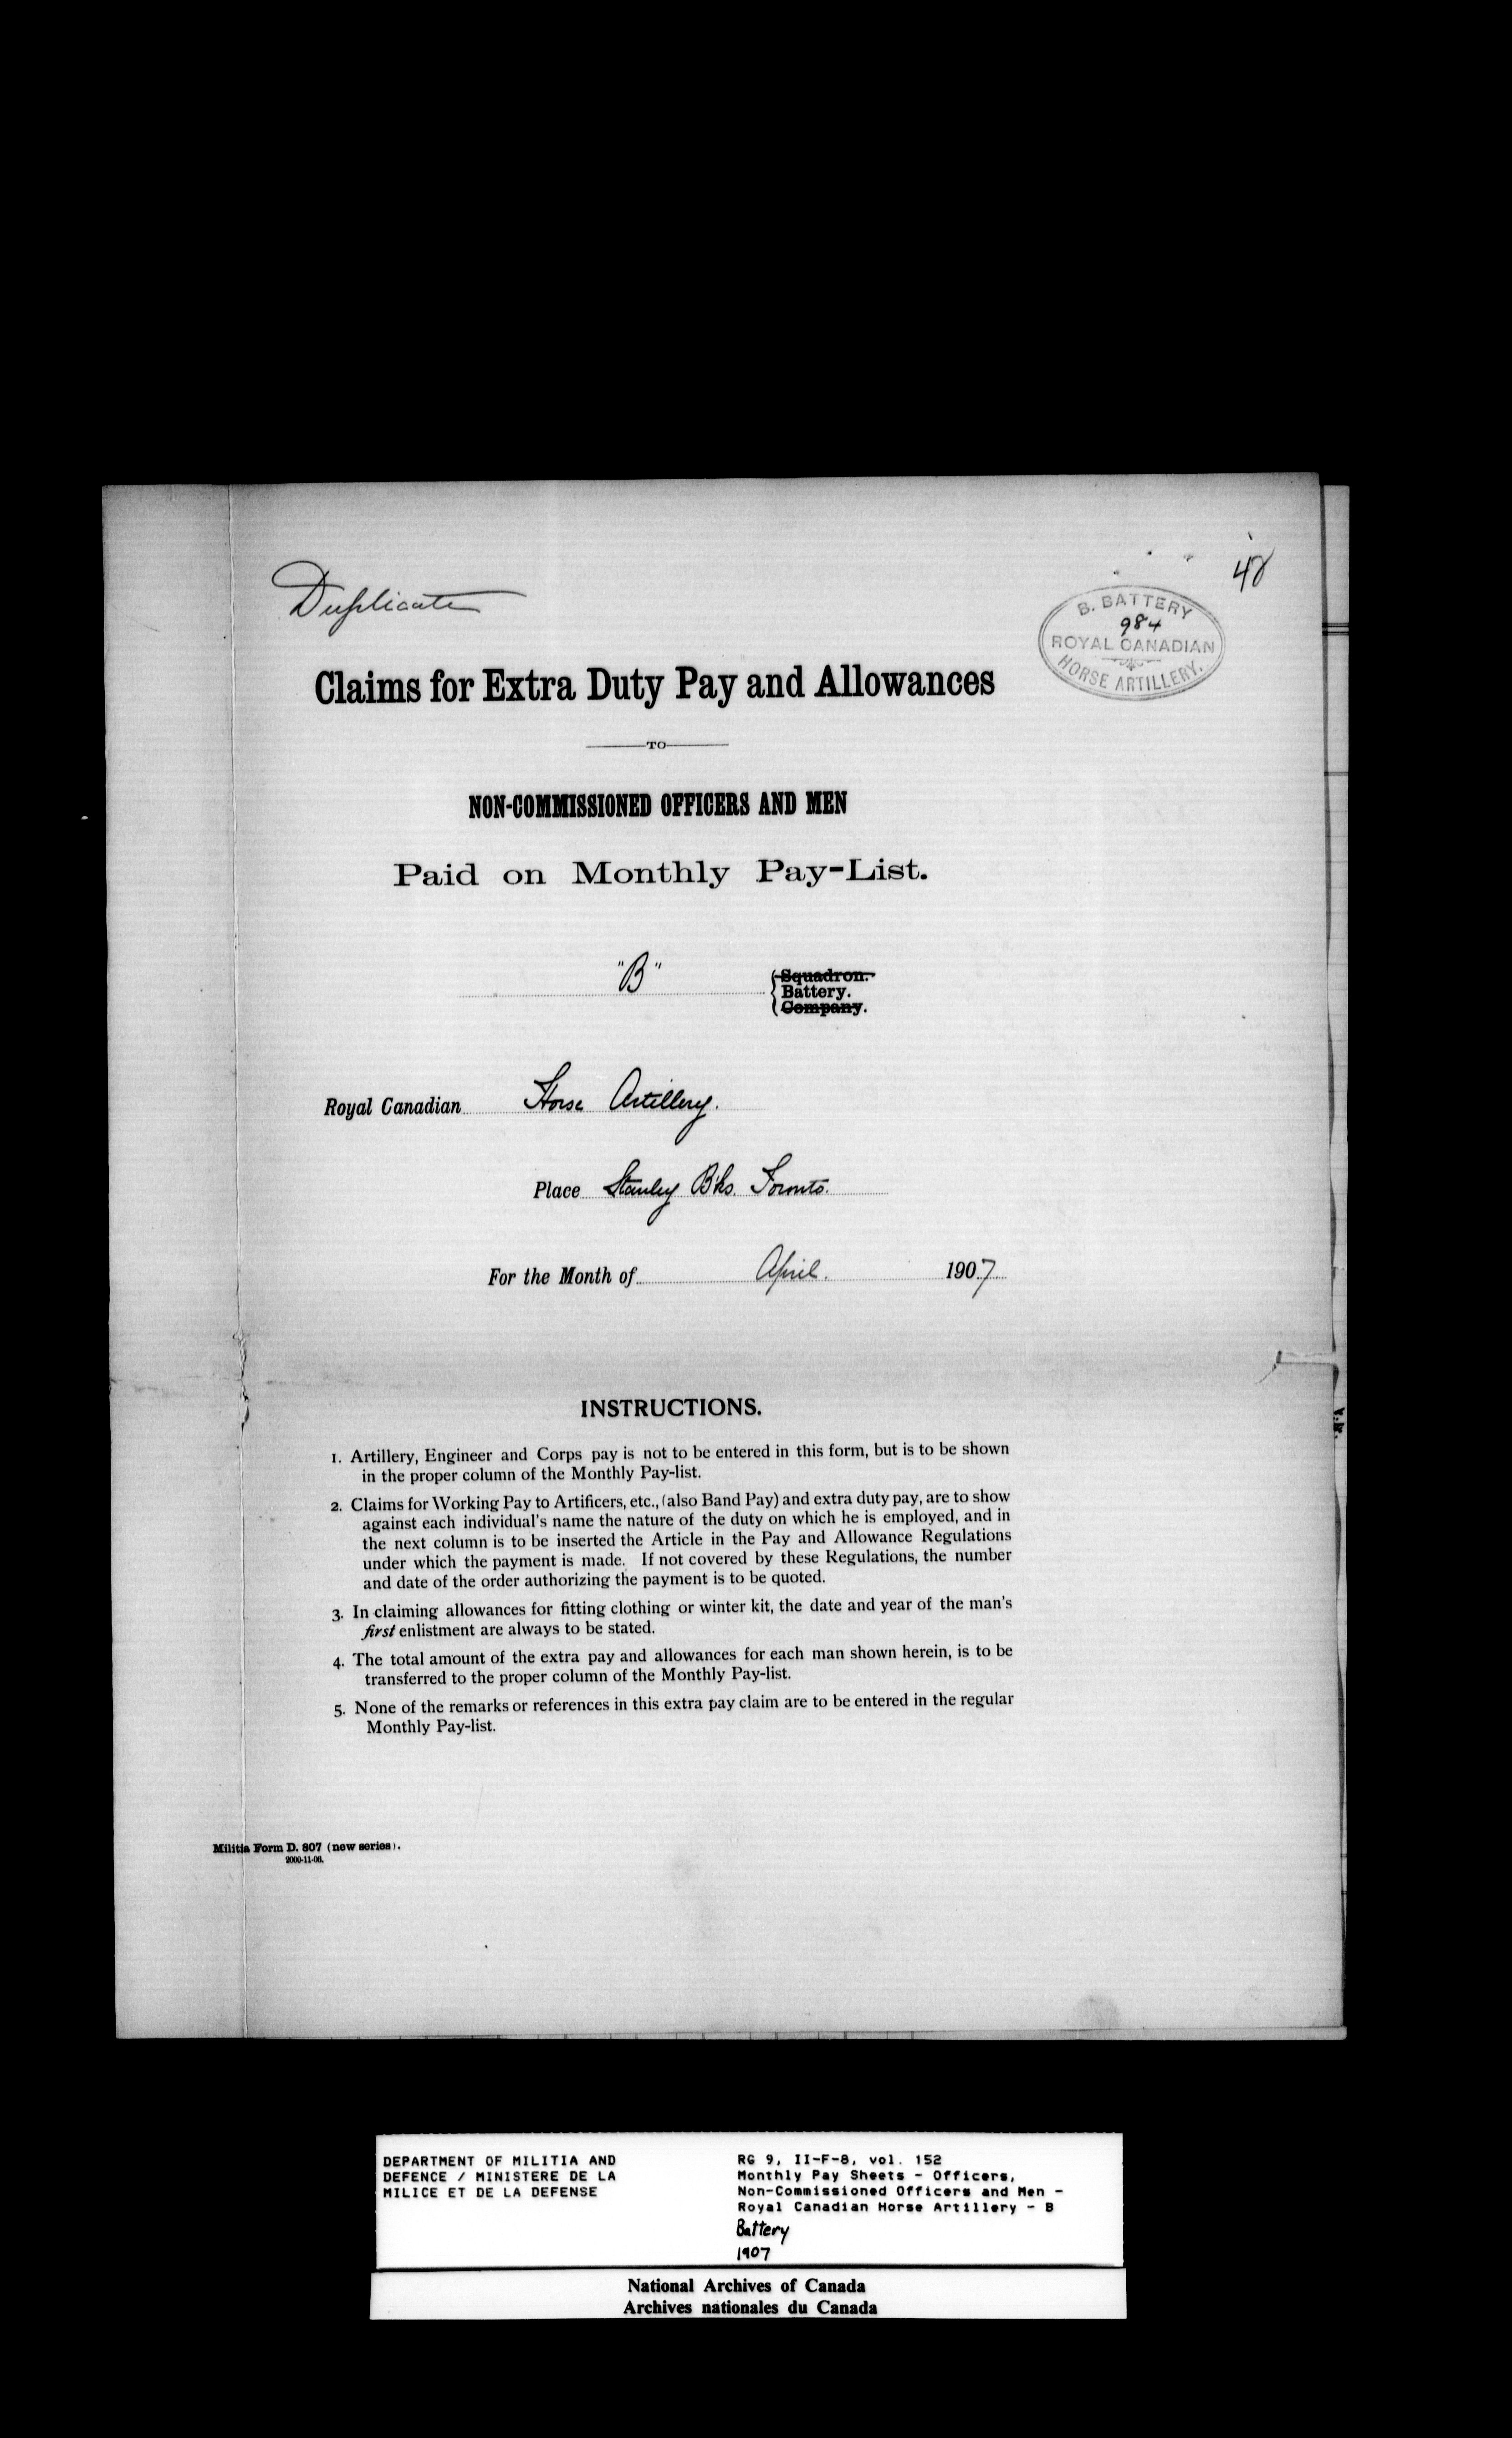 48
Duplicate
B. BATTERY
984
ROYAL CANADIAN
HORSE ARTILLERY.
Claims for Extra Duty Pay and Allowances
TO
NON-COMMISSIONED OFFICERS AND MEN
Paid on Monthly Pay-List.
"B" Squadron.
Battery.
Company.
Royal Canadian Horse Artillery.
Place Stanley Bks. Toronto.
For the Month of April. 1907
INSTRUCTIONS.
1. Artillery, Engineer and Corps pay is not to be entered in this form, but is to be shown
in the proper column of the Monthly Pay-list.
2. Claims for Working Pay to Artificers, etc., (also Band Pay) and extra duty pay, are to show
against each individual's name the nature of the duty on which he is employed, and in
the next column is to be inserted the Article in the Pay and Allowance Regulations
under which the payment is made. If not covered by these Regulations, the number
and date of the order authorizing the payment is to be quoted.
3. In claiming allowances for fitting clothing or winter kit, the date and year of the man's
first enlistment are always to be stated.
4. The total amount of the extra pay and allowances for each man shown herein, is to be
transferred to the proper column of the Monthly Pay-list.
5. None of the remarks or references in this extra pay claim are to be entered in the regular
Monthly Pay-list.
Militia Form D. 807 (new series).
2000-11-06.
DEPARTMENT OF MILITIA AND
DEFENCE / MINISTERE DE LA
MILICE ET DE LA DEFENSE
RG 9, II-F-8, vol. 152
Monthly Pay Sheets - Officers,
Non-Commissioned Officers and Men -
Royal Canadian Horse Artillery - B
Battery
1907
National Archives of Canada
Archives nationales du Canada